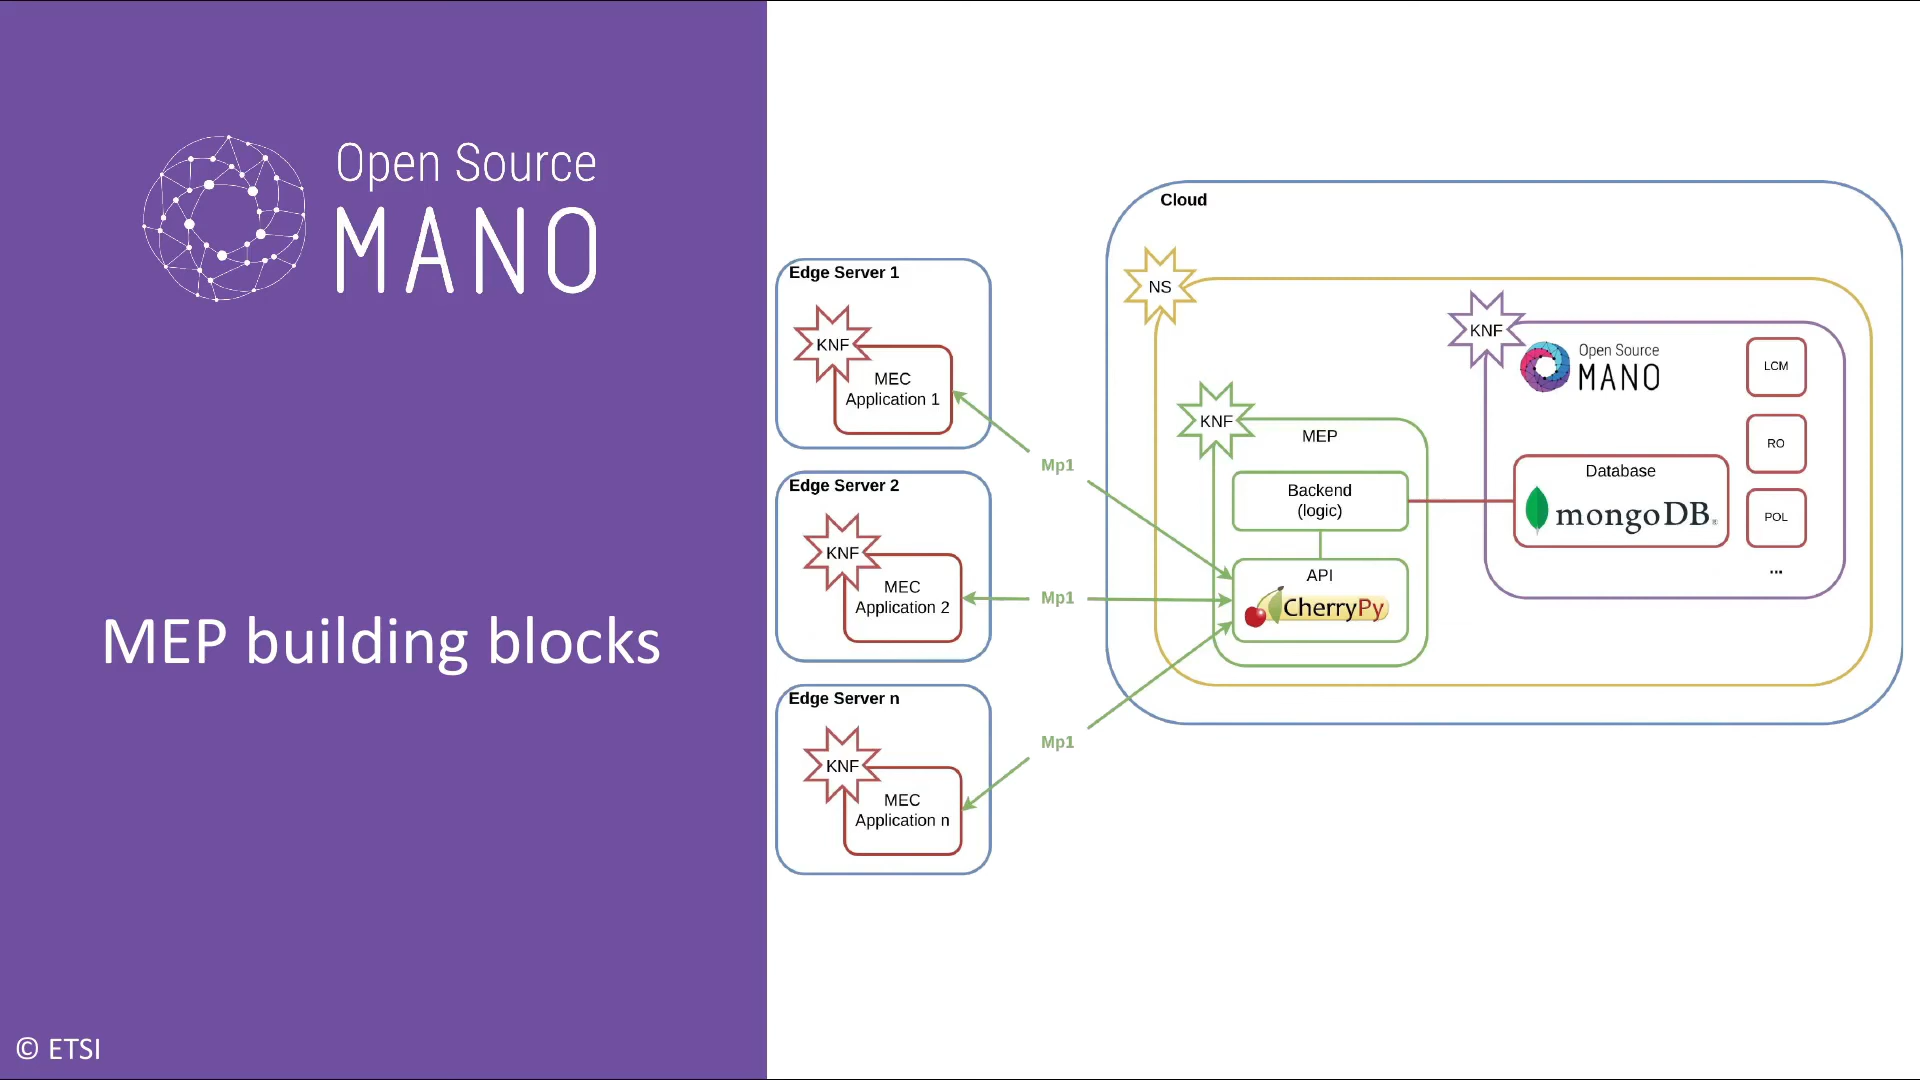 Open Source
MANO
MEP building blocks
© ETSI
Edge Server 1
KNF
MEC
Application 1
Edge Server 2
KNF
MEC
Application 2
Edge Server n
KNF
MEC
Application n
Mp1
Mp1
Mp1
Cloud
NS
KNF
MEP
Backend
(logic)
API
CherryPy
KNF
Open Source
MANO
Database
mongoDB®
LCM
RO
POL
...